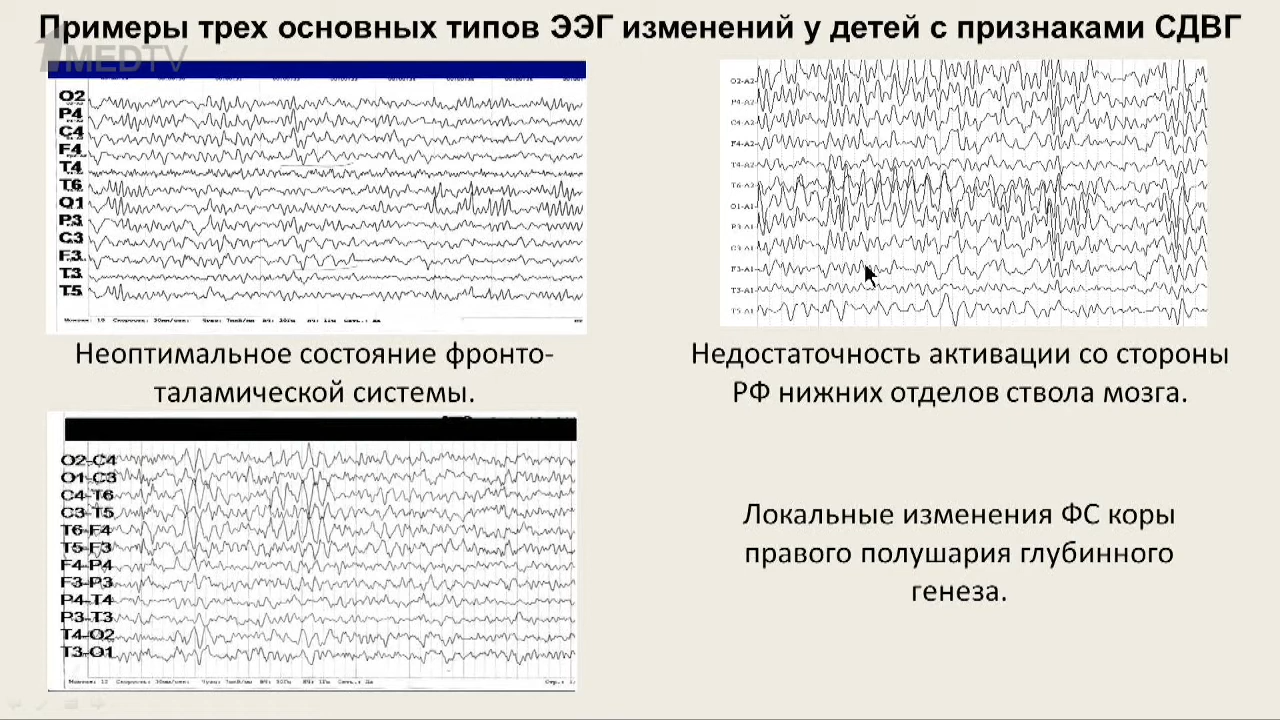 Примеры трех основных типов ЭЭГ изменений у детей с признаками СДВГ
1MEDTV
O2
P4
C4
F4
T4
T6
O1
P3
C3
F3
T3
T5
O2-A2
P4-A2
C4-A2
F4-A2
T4-A2
T6-A2
O1-A1
P3-A1
C3-A1
F3-A1
T3-A1
T5-A1
Неоптимальное состояние фронто-
таламической системы.
Недостаточность активации со стороны
РФ нижних отделов ствола мозга.
O2-C4
O1-C3
C4-T6
C3-T5
T6-F4
T5-F3
F4-P4
F3-P3
P4-T4
P3-T3
T4-O2
T3-O1
Локальные изменения ФС коры
правого полушария глубинного
генеза.